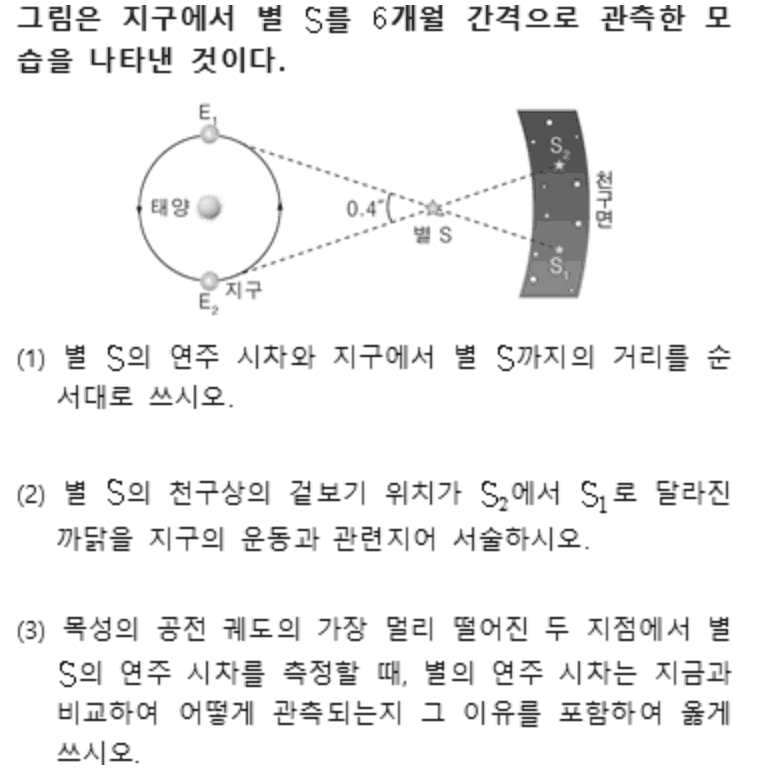 그림은 지구에서 별 S를 6개월 간격으로 관측한 모
습을 나타낸 것이다.
E₁
태양
0.4″
별 S
S₂
천구면
S₁
지구
E₂
(1) 별 S의 연주 시차와 지구에서 별 S까지의 거리를 순
서대로 쓰시오.
(2) 별 S의 천구상의 겉보기 위치가 S₂에서 S₁로 달라진
까닭을 지구의 운동과 관련지어 서술하시오.
(3) 목성의 공전 궤도의 가장 멀리 떨어진 두 지점에서 별
S의 연주 시차를 측정할 때, 별의 연주 시차는 지금과
비교하여 어떻게 관측되는지 그 이유를 포함하여 옳게
쓰시오.